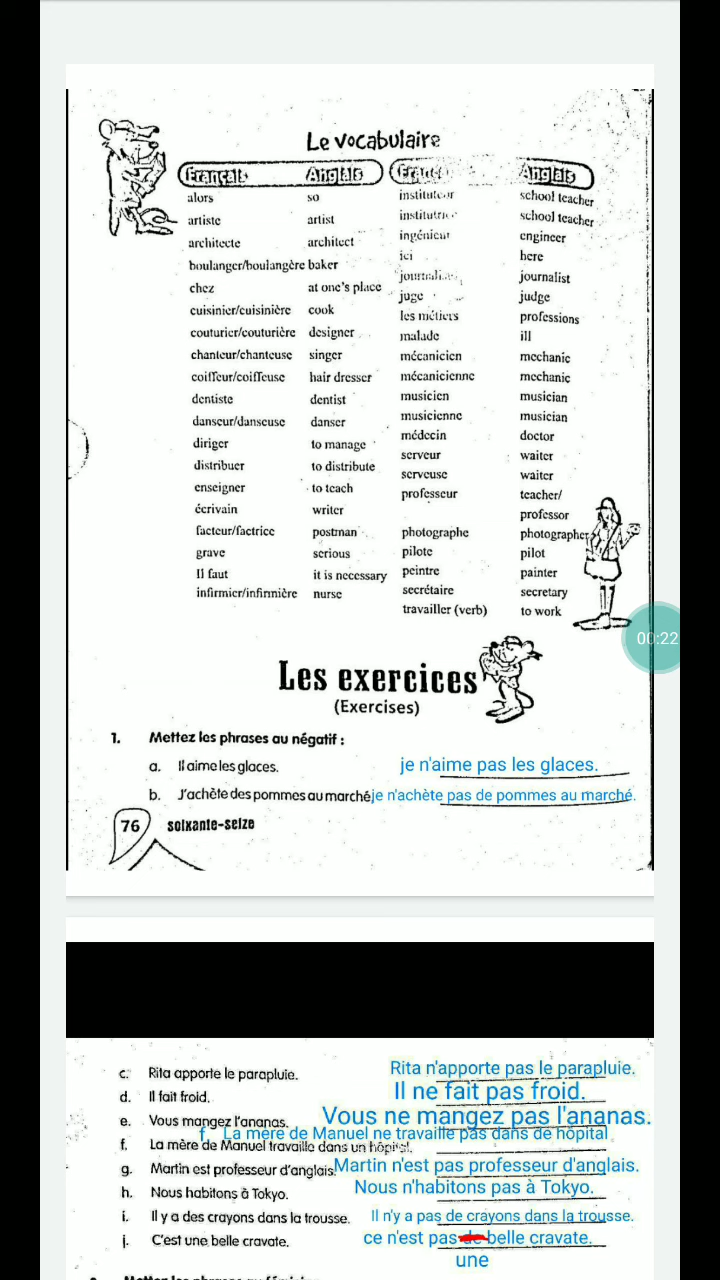 Le vocabulaire
Français Anglais Anglais
alors so instituteur school teacher
artiste artist institutrice school teacher
architecte architect ingénieur engineer
boulanger/boulangère baker ici here
chez at one's place journaliste journalist
cuisinier/cuisinière cook juge judge
couturier/couturière designer les métiers professions
chanteur/chanteuse singer malade ill
coiffeur/coiffeuse hair dresser mécanicien mechanic
dentiste dentist mécanicienne mechanic
danseur/danseuse danser musicien musician
diriger to manage musicienne musician
distribuer to distribute médecin doctor
enseigner to teach serveur waiter
écrivain writer serveuse waiter
facteur/factrice postman professeur teacher/
professor
grave serious photographe photographer
Il faut it is necessary pilote pilot
infirmier/infirmière nurse peintre painter
secrétaire secretary
travailler (verb) to work
00:22
Les exercices
(Exercises)
1. Mettez les phrases au négatif :
a. Il aime les glaces. je n'aime pas les glaces.
b. J'achète des pommes au marché je n'achète pas de pommes au marché.
76 soixante-seize
c. Rita apporte le parapluie. Rita n'apporte pas le parapluie.
d. Il fait froid. Il ne fait pas froid.
e. Vous mangez l'ananas. Vous ne mangez pas l'ananas.
f. La mère de Manuel ne travaille pas dans de hôpital
f. La mère de Manuel travaille dans un hôpital.
g. Martin est professeur d'anglais. Martin n'est pas professeur d'anglais.
h. Nous habitons à Tokyo. Nous n'habitons pas à Tokyo.
i. Il y a des crayons dans la trousse. Il n'y a pas de crayons dans la trousse.
j. C'est une belle cravate. ce n'est pas de belle cravate.
une